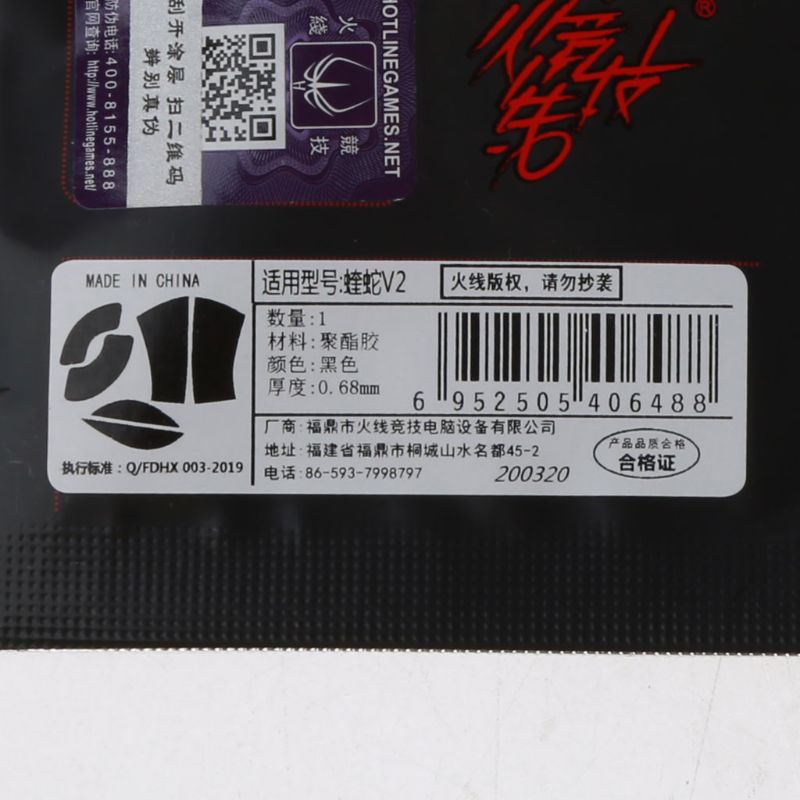 防伪电话:400-8155-888
官网查询: http://www.hotlinegames.net/
刮开涂层 扫二维码
辨别真伪
火线
競技
HOTLINEGAMES.NET
®
MADE IN CHINA
适用型号:蝰蛇V2
火线版权，请勿抄袭
数量:1
材料:聚酯胶
颜色:黑色
厚度:0.68mm
6 952505 406488
执行标准: Q/FDHX 003-2019
厂商:福鼎市火线竞技电脑设备有限公司
地址:福建省福鼎市桐城山水名都45-2
电话:86-593-7998797
200320
产品品质合格
合格证